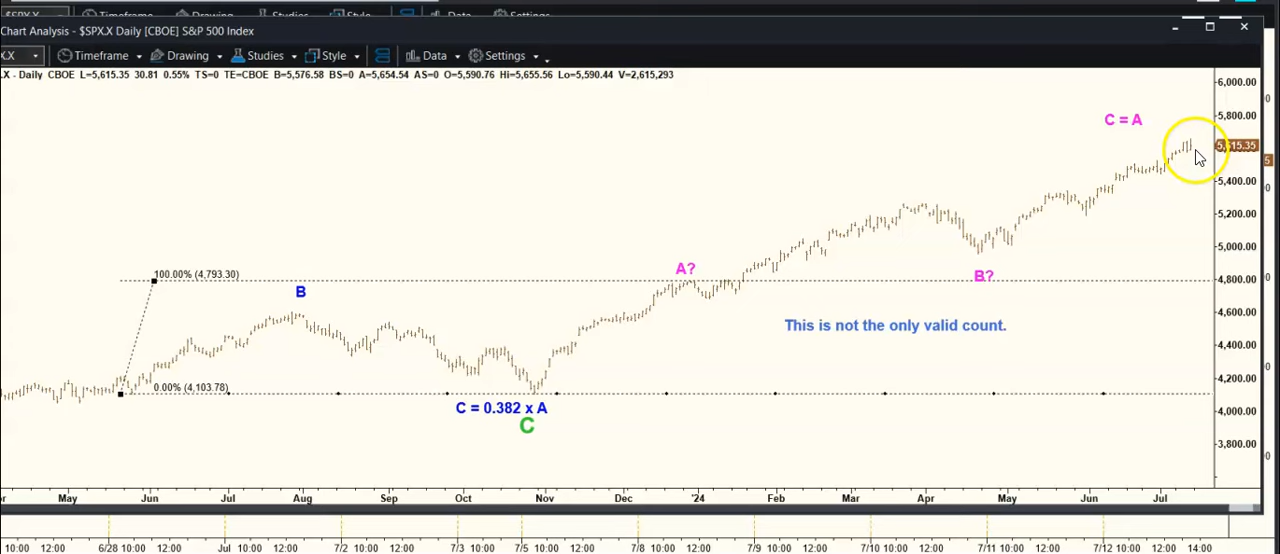 $SPX.X Timeframe Drawing Studies Style Data Settings
Chart Analysis - $SPX.X Daily [CBOE] S&P 500 Index
X.X Timeframe Drawing Studies Style Data Settings
.X - Daily CBOE L=5,615.35 30.81 0.55% TS=0 TE=CBOE B=5,576.58 BS=0 A=5,654.54 AS=0 O=5,590.76 Hi=5,655.56 Lo=5,590.44 V=2,615,293
6,000.00
5,800.00
C = A
5,615.35
5,400.00
5,200.00
5,000.00
100.00% (4,793.30)
A?
B?
4,800.00
B
4,600.00
This is not the only valid count.
4,400.00
0.00% (4,103.78)
4,200.00
C = 0.382 x A
4,000.00
C
3,800.00
May Jun Jul Aug Sep Oct Nov Dec '24 Feb Mar Apr May Jun Jul
12:00 6/28 10:00 12:00 Jul 10:00 12:00 7/2 10:00 12:00 7/3 10:00 7/5 10:00 12:00 7/8 10:00 12:00 7/9 10:00 12:00 7/10 10:00 12:00 7/11 10:00 12:00 7/12 10:00 12:00 14:00